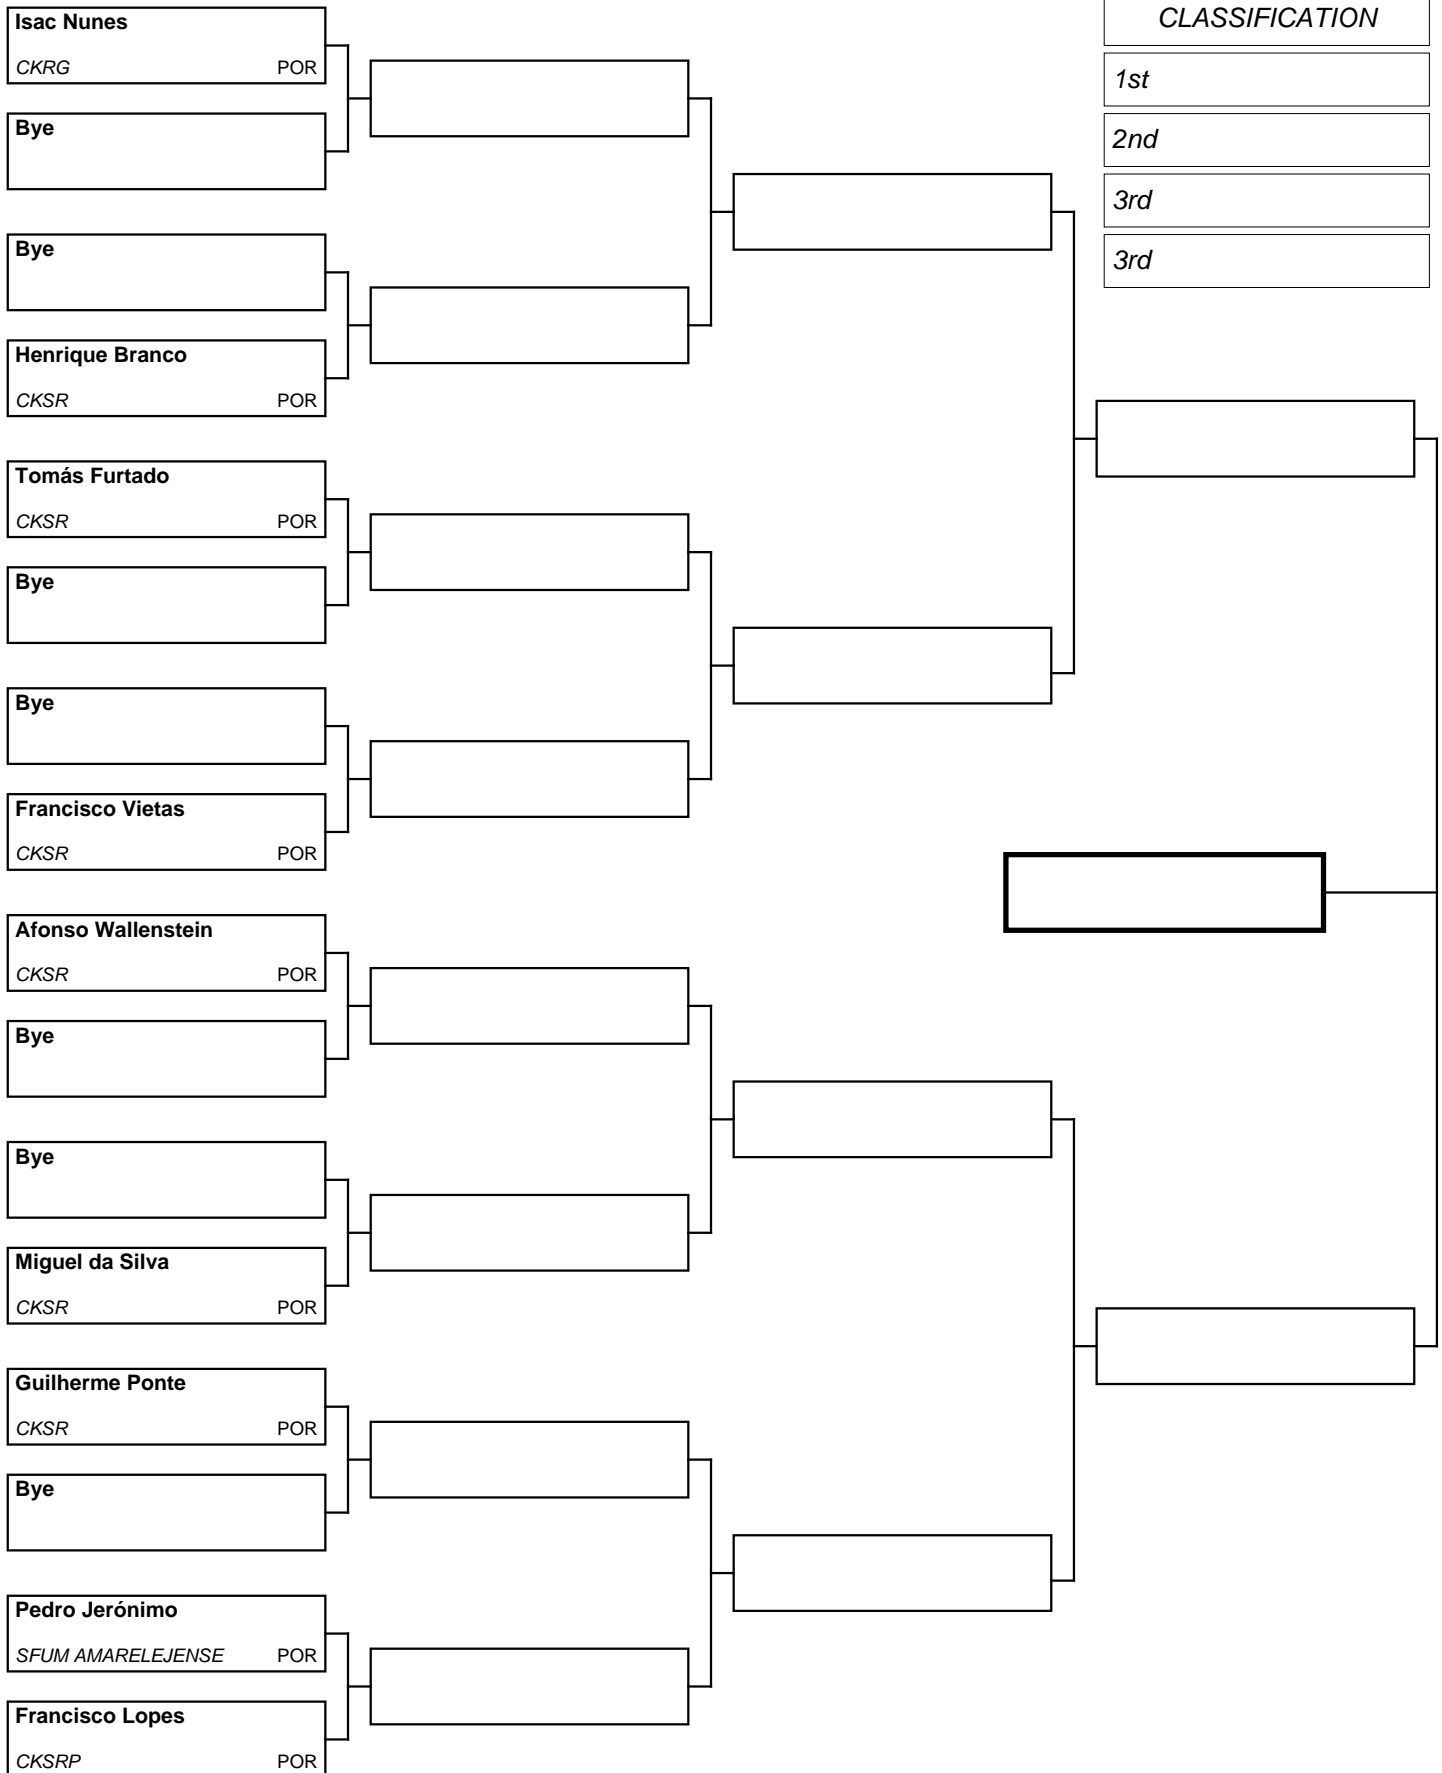 Isac Nunes
CKRG POR
Bye
Bye
Henrique Branco
CKSR POR
Tomás Furtado
CKSR POR
Bye
Bye
Francisco Vietas
CKSR POR
Afonso Wallenstein
CKSR POR
Bye
Bye
Miguel da Silva
CKSR POR
Guilherme Ponte
CKSR POR
Bye
Pedro Jerónimo
SFUM AMARELEJENSE POR
Francisco Lopes
CKSRP POR
CLASSIFICATION
1st
2nd
3rd
3rd